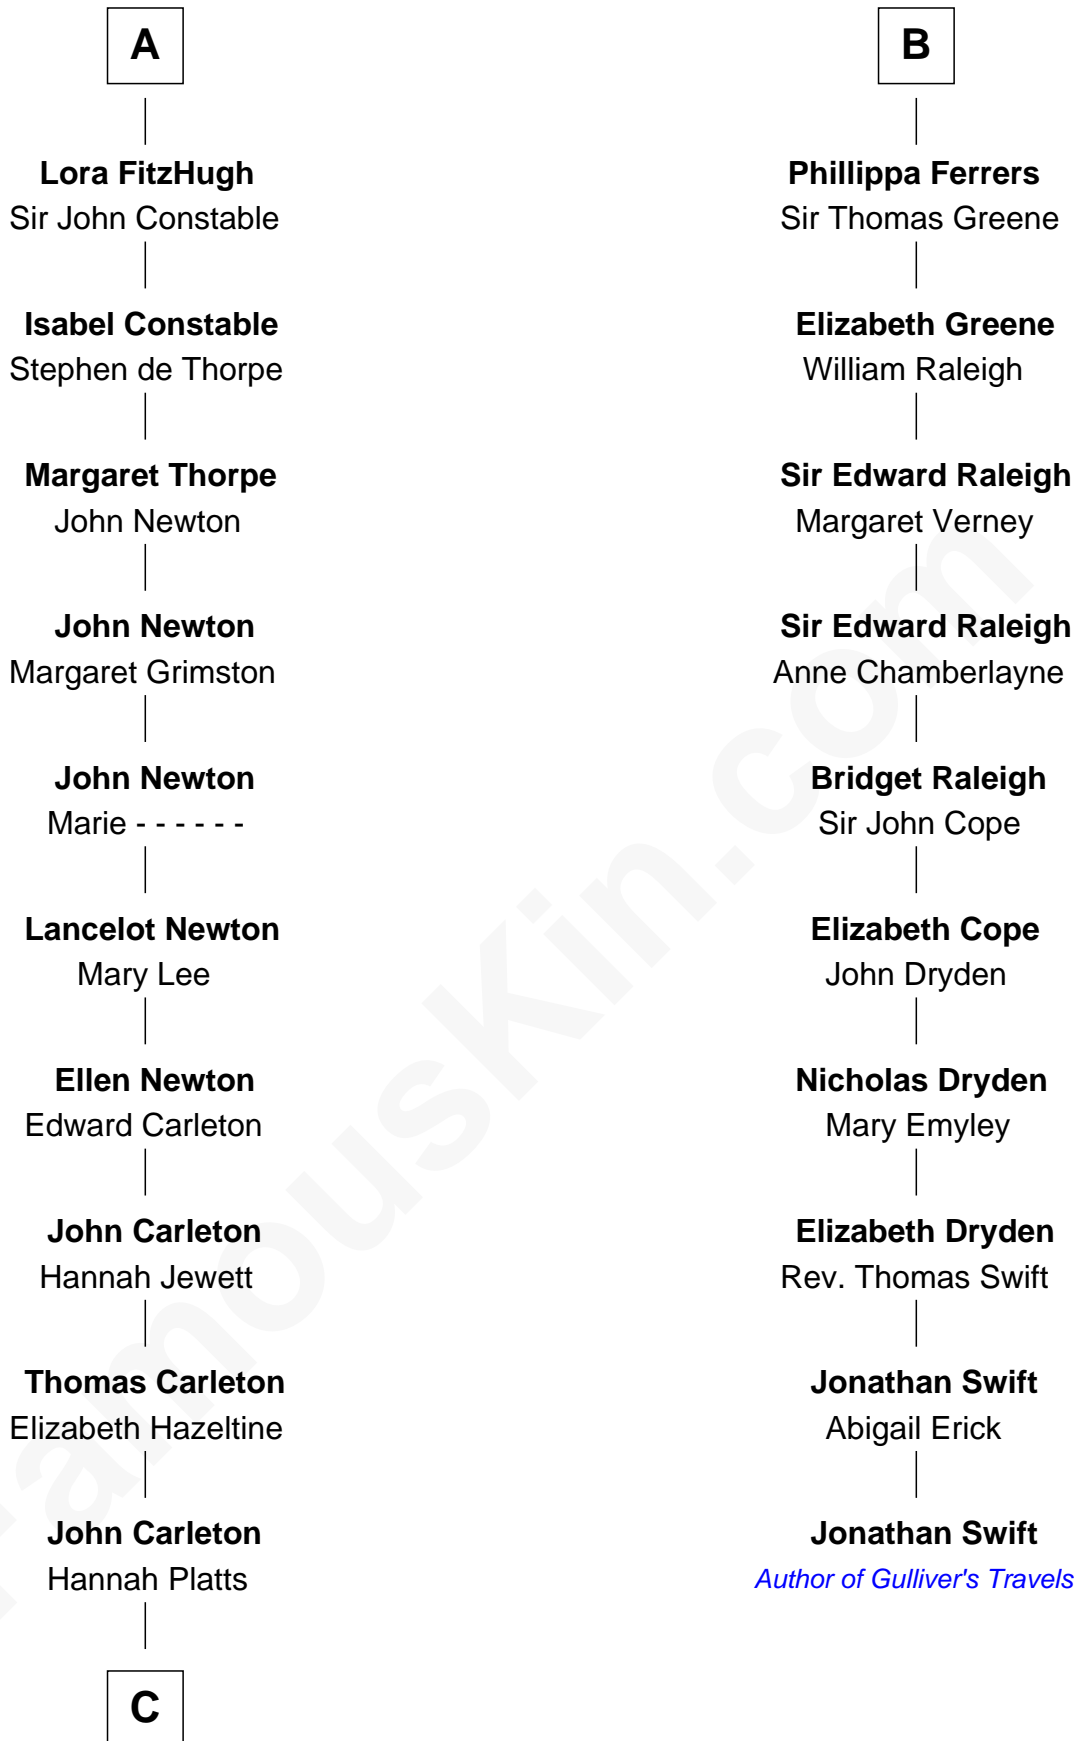 A
Lora FitzHugh
Sir John Constable
Isabel Constable
Stephen de Thorpe
Margaret Thorpe
John Newton
John Newton
Margaret Grimston
John Newton
Marie - - - - - -
Lancelot Newton
Mary Lee
Ellen Newton
Edward Carleton
John Carleton
Hannah Jewett
Thomas Carleton
Elizabeth Hazeltine
John Carleton
Hannah Platts
C
B
Phillippa Ferrers
Sir Thomas Greene
Elizabeth Greene
William Raleigh
Sir Edward Raleigh
Margaret Verney
Sir Edward Raleigh
Anne Chamberlayne
Bridget Raleigh
Sir John Cope
Elizabeth Cope
John Dryden
Nicholas Dryden
Mary Emyley
Elizabeth Dryden
Rev. Thomas Swift
Jonathan Swift
Abigail Erick
Jonathan Swift
Author of Gulliver's Travels
FamousKin.com